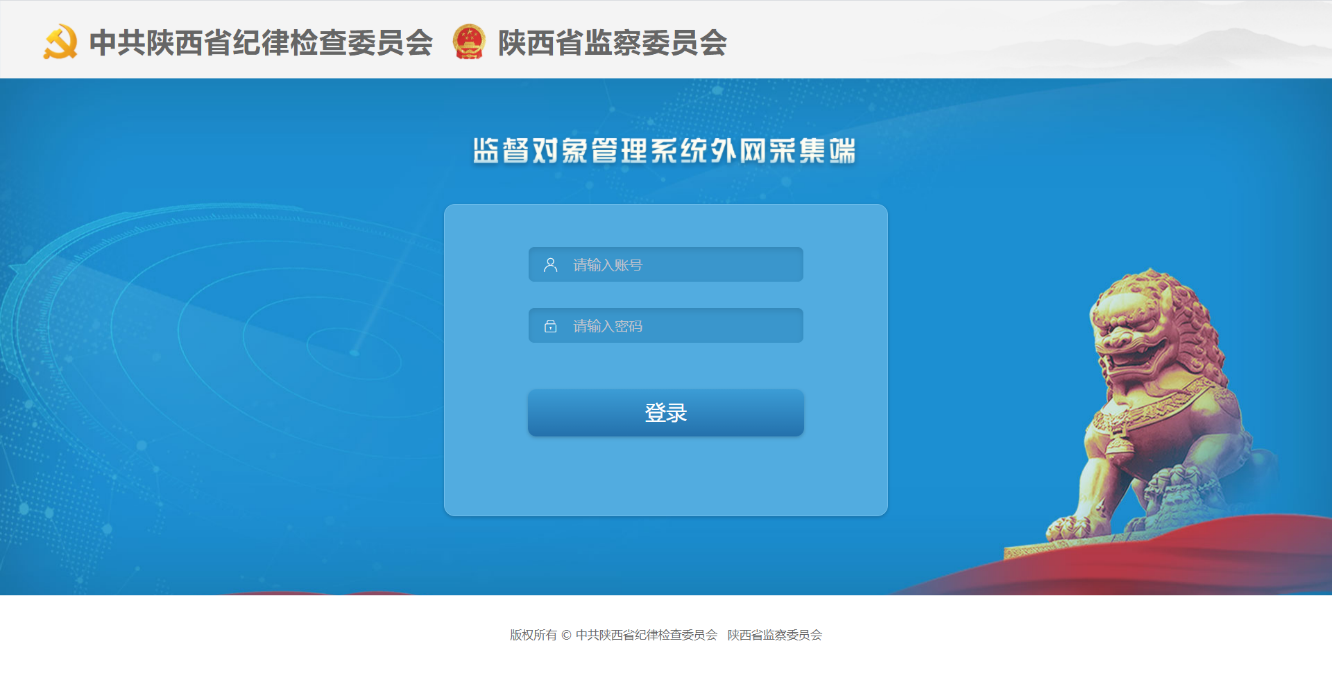 中共陕西省纪律检查委员会 陕西省监察委员会
监督对象管理系统外网采集端
请输入账号
请输入密码
登录
版权所有 © 中共陕西省纪律检查委员会 陕西省监察委员会